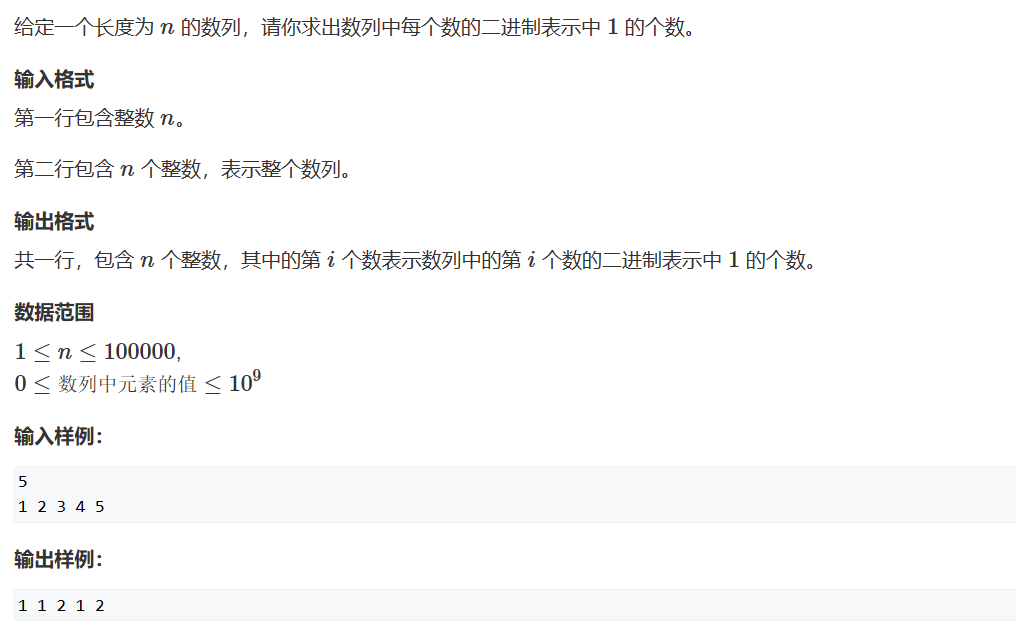 给定一个长度为 n 的数列，请你求出数列中每个数的二进制表示中 1 的个数。
输入格式
第一行包含整数 n。
第二行包含 n 个整数，表示整个数列。
输出格式
共一行，包含 n 个整数，其中的第 i 个数表示数列中的第 i 个数的二进制表示中 1 的个数。
数据范围
1 ≤ n ≤ 100000,
0 ≤ 数列中元素的值 ≤ 10⁹
输入样例：
5
1 2 3 4 5
输出样例：
1 1 2 1 2